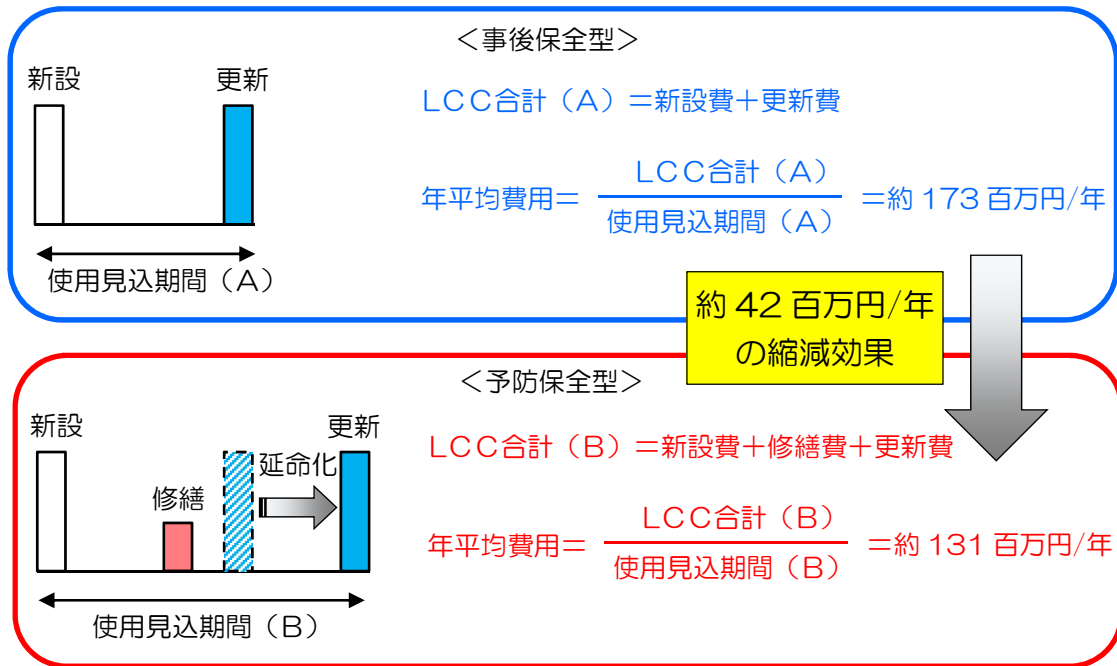 ＜事後保全型＞
新設
更新
ＬＣＣ合計（Ａ）＝新設費＋更新費
年平均費用＝ ＬＣＣ合計（Ａ） ＝約 173 百万円/年
使用見込期間（Ａ）
使用見込期間（Ａ）
約 42 百万円/年
の縮減効果
＜予防保全型＞
新設
更新
修繕
延命化
ＬＣＣ合計（Ｂ）＝新設費＋修繕費＋更新費
年平均費用＝ ＬＣＣ合計（Ｂ） ＝約 131 百万円/年
使用見込期間（Ｂ）
使用見込期間（Ｂ）